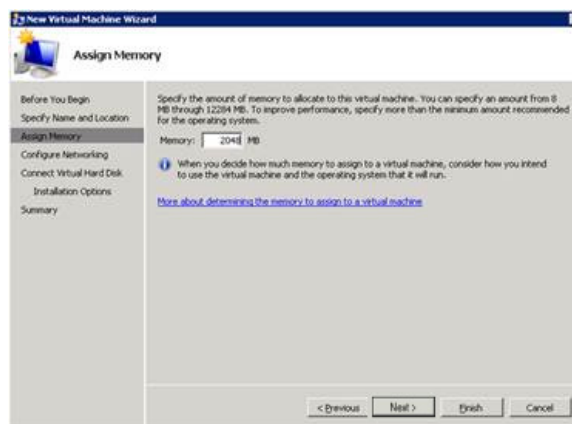 New Virtual Machine Wizard
Assign Memory
Before You Begin
Specify Name and Location
Assign Memory
Configure Networking
Connect Virtual Hard Disk
Installation Options
Summary
Specify the amount of memory to allocate to this virtual machine. You can specify an amount from 8
MB through 12284 MB. To improve performance, specify more than the minimum amount recommended
for the operating system.
Memory: 2048 MB
When you decide how much memory to assign to a virtual machine, consider how you intend
to use the virtual machine and the operating system that it will run.
More about determining the memory to assign to a virtual machine
< Previous Next > Finish Cancel